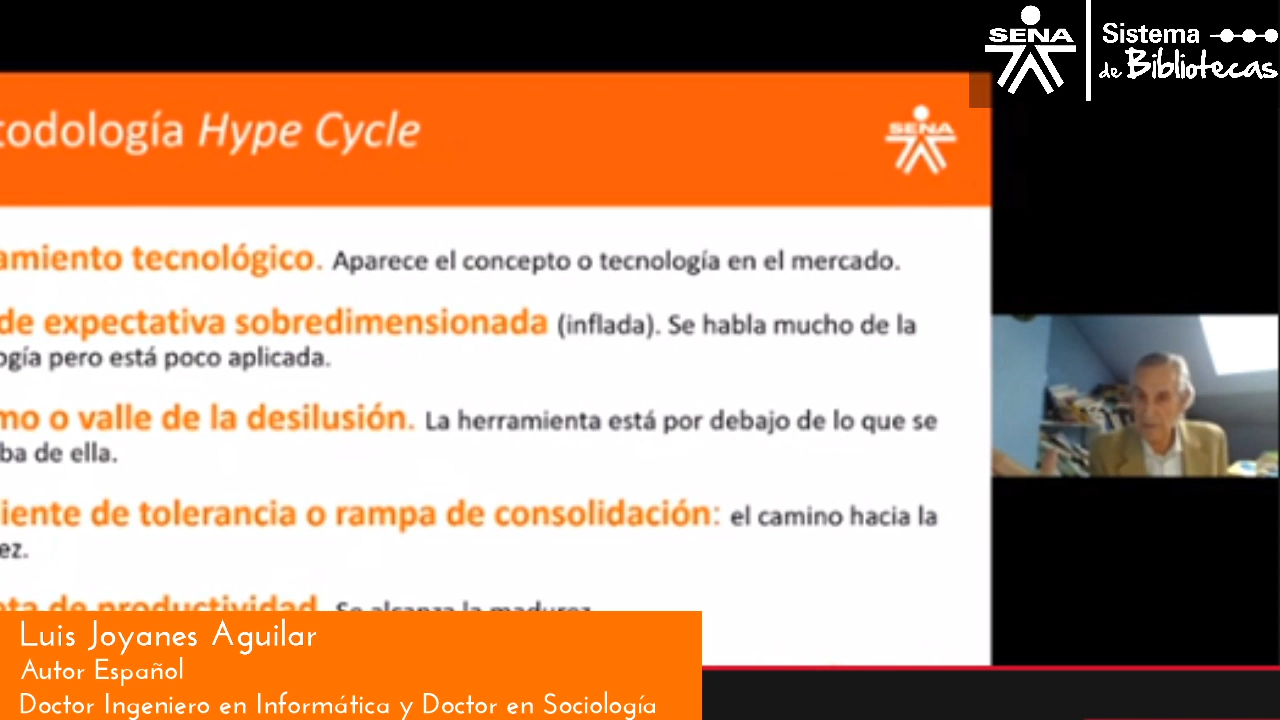 SENA
Sistema
de Bibliotecas
todología Hype Cycle
SENA
amiento tecnológico. Aparece el concepto o tecnología en el mercado.
de expectativa sobredimensionada (inflada). Se habla mucho de la
ogía pero está poco aplicada.
mo o valle de la desilusión. La herramienta está por debajo de lo que se
ba de ella.
iente de tolerancia o rampa de consolidación: el camino hacia la
ez.
ta de productividad. Se alcanza la madurez.
Luis Joyanes Aguilar
Autor Español
Doctor Ingeniero en Informática y Doctor en Sociología